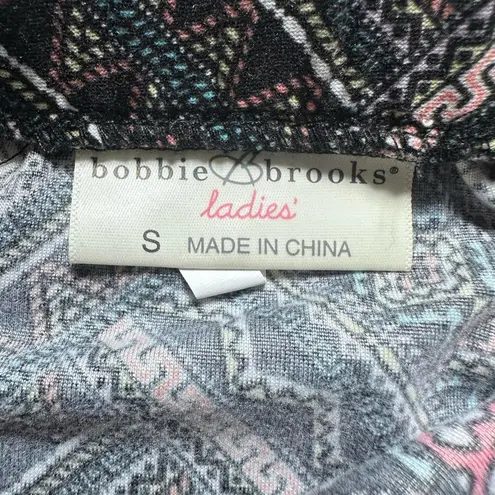 bobbie B brooks®
ladies'
S MADE IN CHINA